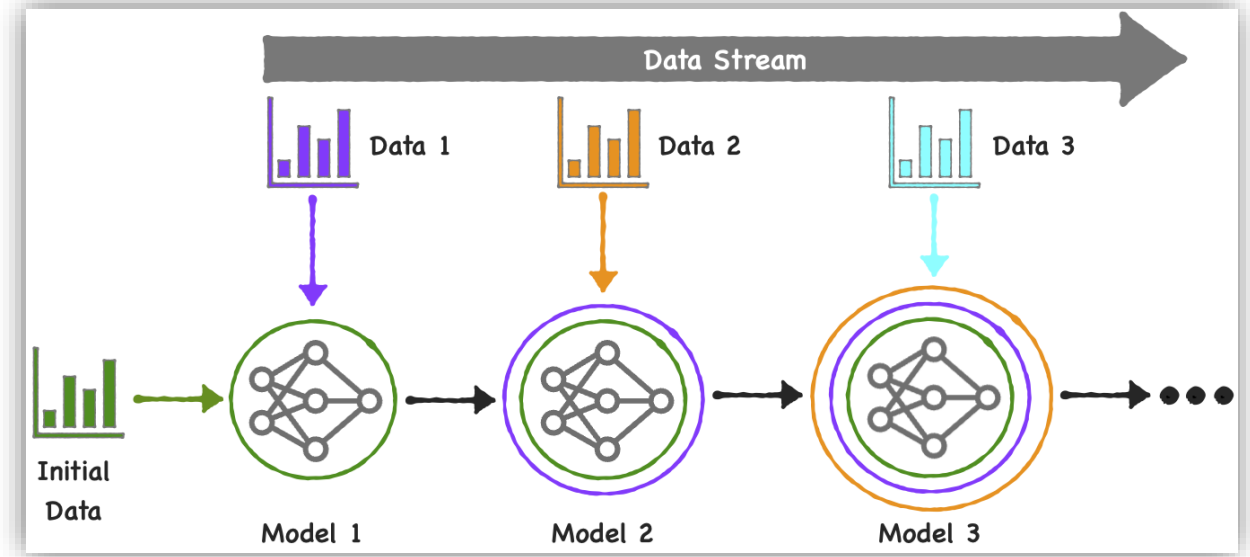 Data Stream
Data 1
Data 2
Data 3
Initial
Data
Model 1
Model 2
Model 3